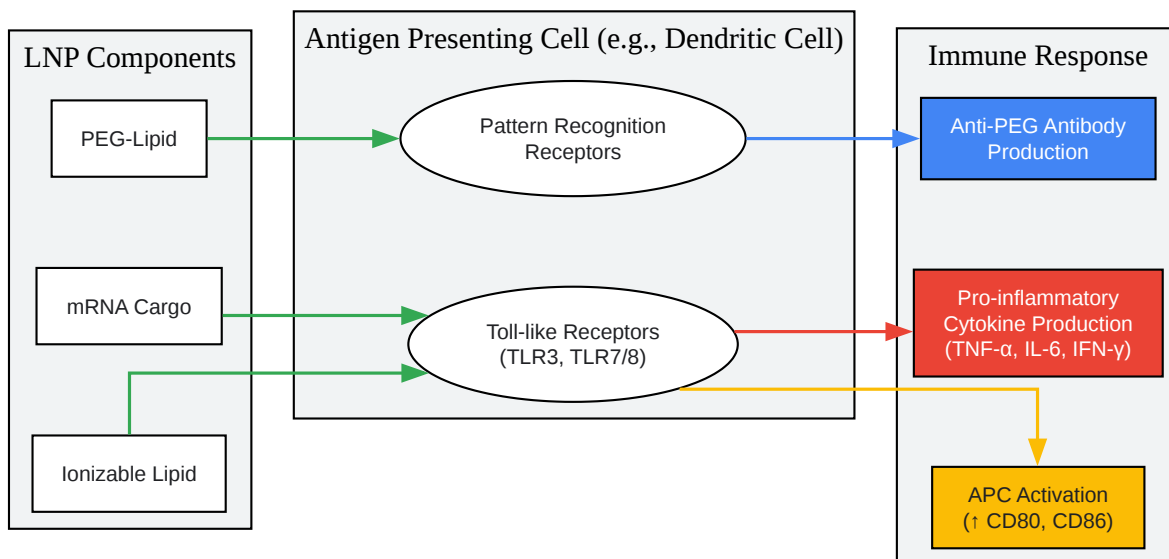 LNP Components
PEG-Lipid
mRNA Cargo
Ionizable Lipid
Antigen Presenting Cell (e.g., Dendritic Cell)
Pattern Recognition
Receptors
Toll-like Receptors
(TLR3, TLR7/8)
Immune Response
Anti-PEG Antibody
Production
Pro-inflammatory
Cytokine Production
(TNF-α, IL-6, IFN-γ)
APC Activation
(↑ CD80, CD86)